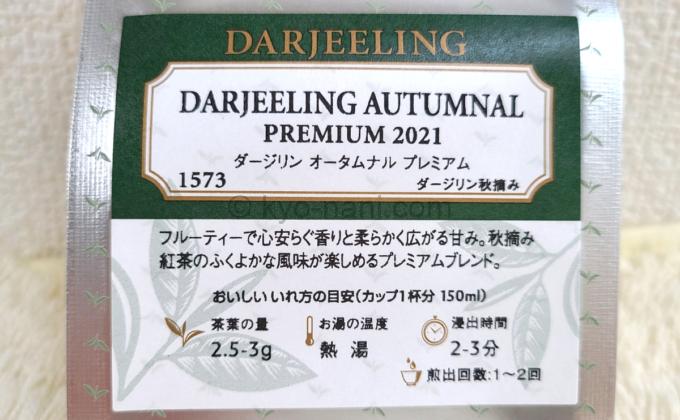 DARJEELING
DARJEELING AUTUMNAL
PREMIUM 2021
ダージリン オータムナル プレミアム
1573 ダージリン秋摘み
© kyo-nani.com
フルーティーで心安らぐ香りと柔らかく広がる甘み。秋摘み
紅茶のふくよかな風味が楽しめるプレミアムブレンド。
おいしい いれ方の目安(カップ1杯分 150ml)
茶葉の量 お湯の温度 浸出時間
2.5-3g 熱湯 2-3分
煎出回数:1〜2回